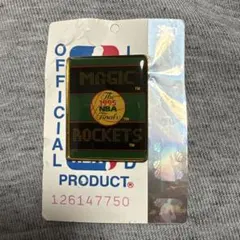 OFFICIAL
MAGIC
The
1995
NBA
Finals
ROCKETS
PRODUCT®
126147750